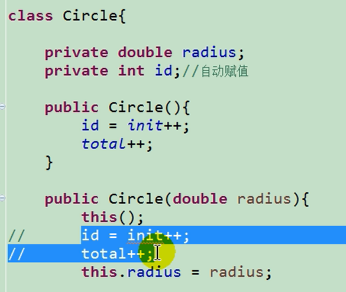 class Circle{
private double radius;
private int id;//自动赋值
public Circle(){
id = init++;
total++;
}
public Circle(double radius){
this();
// id = init++;
// total++;
this.radius = radius;